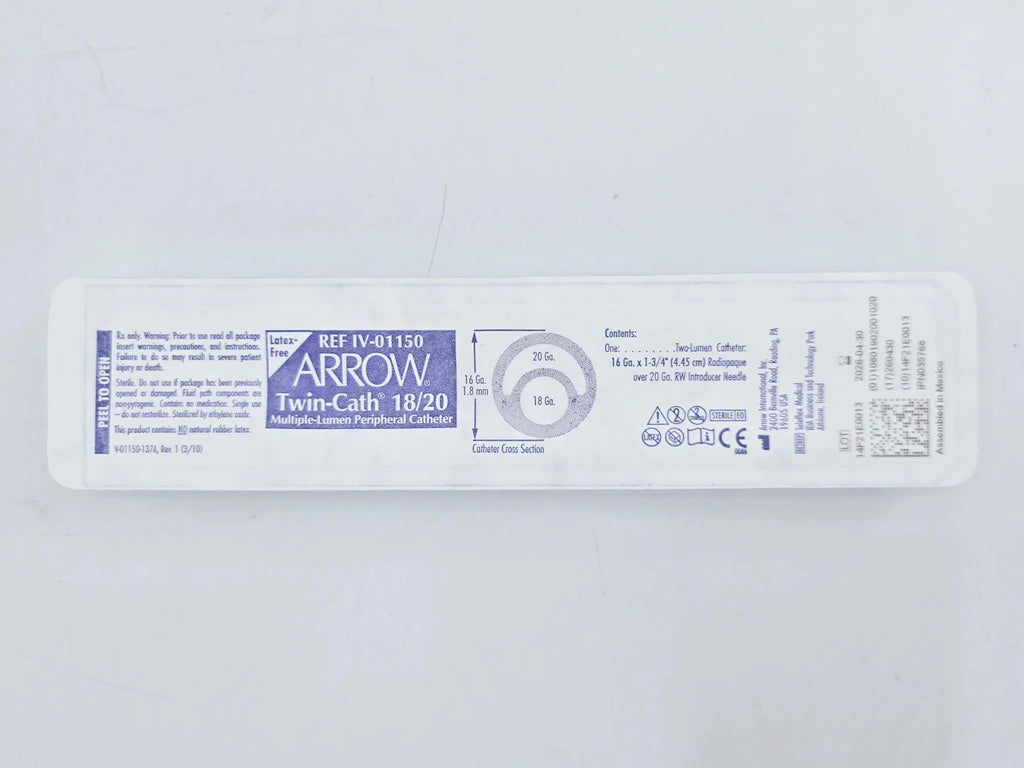 PEEL TO OPEN
Rx only. Warning: Prior to use read all package
insert warnings, precautions, and instructions.
Failure to do so may result in severe patient
injury or death.
Sterile. Do not use if package has been previously
opened or damaged. Fluid path components are
non-pyrogenic. Contains no medication. Single use
— do not resterilize. Sterilized by ethylene oxide.
This product contains NO natural rubber latex.
V-01150-137A, Rev. 1 (3/10)
Latex-
Free
REF IV-01150
ARROW®
Twin-Cath® 18/20
Multiple-Lumen Peripheral Catheter
16 Ga.
1.8 mm
20 Ga.
18 Ga.
Catheter Cross Section
Contents:
One: . . . . . . . . Two-Lumen Catheter:
16 Ga. x 1-3/4" (4.45 cm) Radiopaque
over 20 Ga. RW Introducer Needle
STERILE EO
LATEX
CE
Arrow International, Inc.
2400 Bernville Road, Reading, PA
19605 USA
EC REP
Teleflex Medical
IDA Business and Technology Park
Athlone, Ireland
LOT
14F21E0013
2026-04-30
(01)10801902001020
(17)260430
(10)14F21E0013
IPN035768
Assembled in Mexico